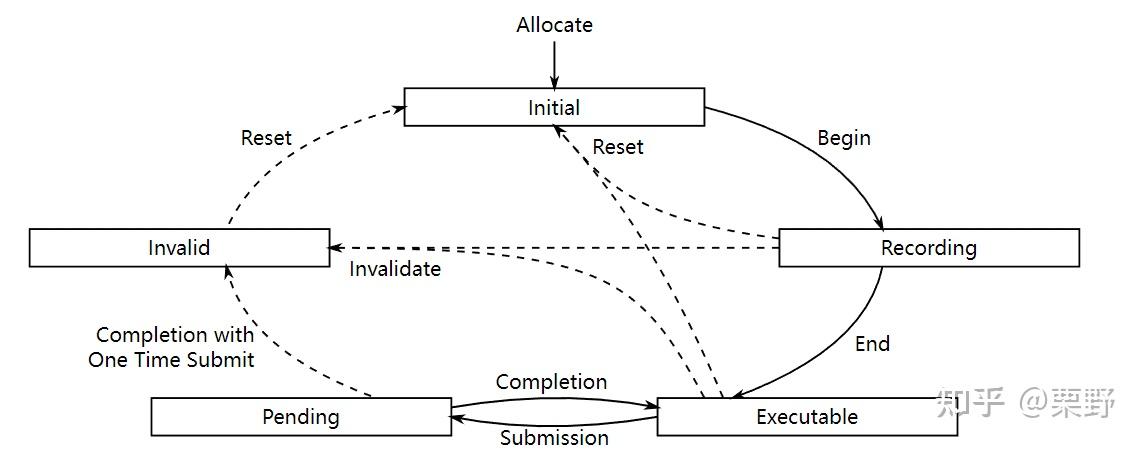 Allocate
Initial
Reset
Reset
Begin
Invalid
Recording
Invalidate
Completion with
One Time Submit
End
Completion
Pending
Executable
Submission
知乎 @栗野